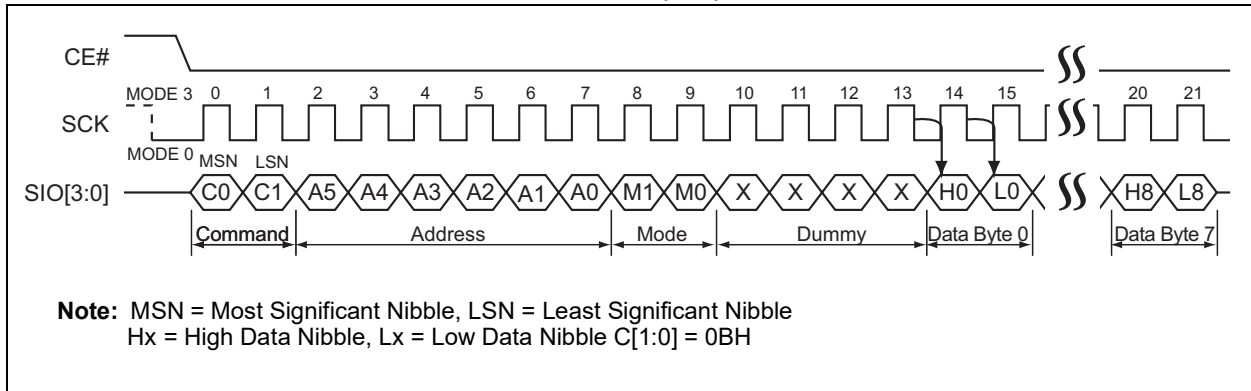 CE#
MODE 3 0 1 2 3 4 5 6 7 8 9 10 11 12 13 14 15 20 21
SCK
MODE 0 MSN LSN
SIO[3:0] C0 C1 A5 A4 A3 A2 A1 A0 M1 M0 X X X X H0 L0 H8 L8
Command Address Mode Dummy Data Byte 0 Data Byte 7
Note: MSN = Most Significant Nibble, LSN = Least Significant Nibble
Hx = High Data Nibble, Lx = Low Data Nibble C[1:0] = 0BH